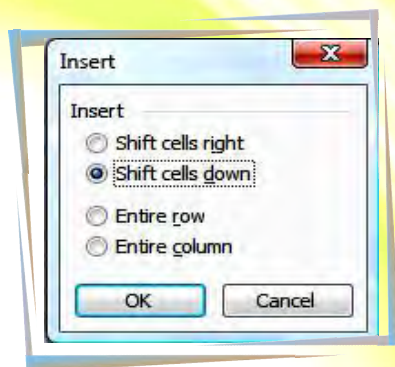 Insert
Insert
Shift cells right
Shift cells down
Entire row
Entire column
OK
Cancel